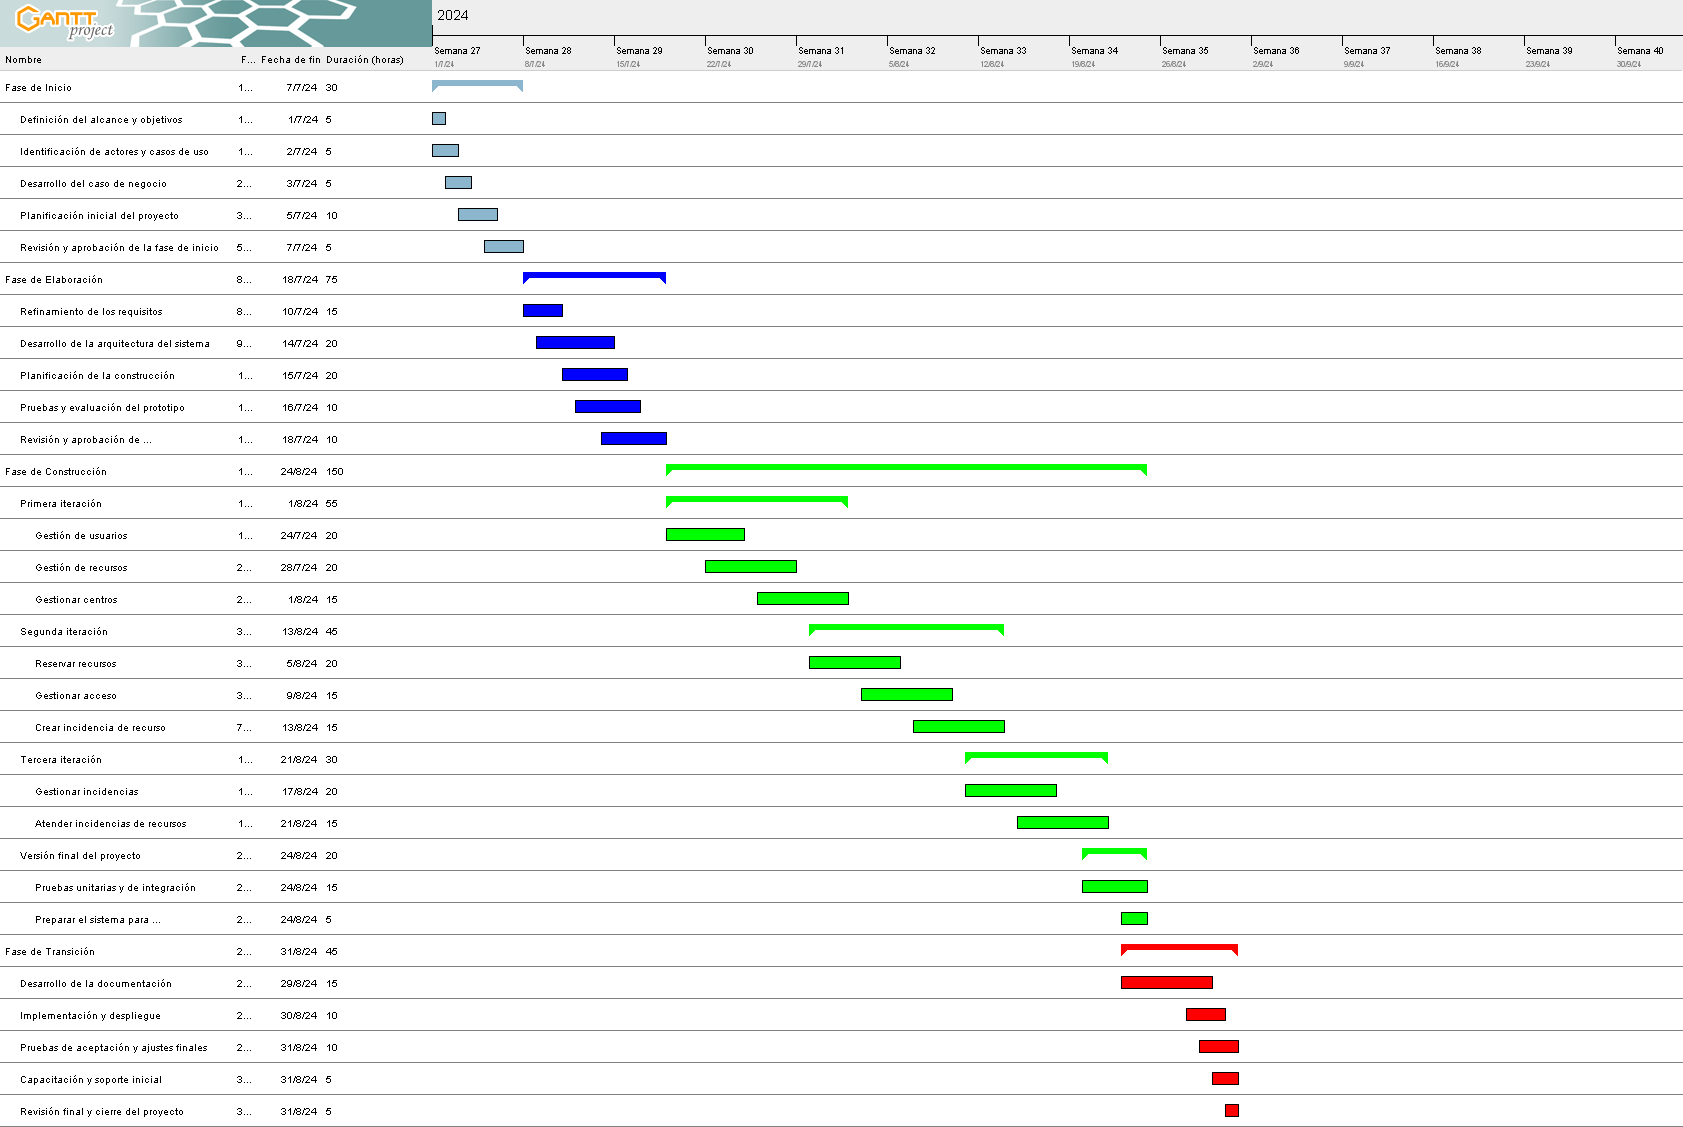 GANTT
project
2024
Semana 27 Semana 28 Semana 29 Semana 30 Semana 31 Semana 32 Semana 33 Semana 34 Semana 35 Semana 36 Semana 37 Semana 38 Semana 39 Semana 40
Nombre F... Fecha de fin Duración (horas) 1/7/24 8/7/24 15/7/24 22/7/24 29/7/24 5/8/24 12/8/24 19/8/24 26/8/24 2/9/24 9/9/24 16/9/24 23/9/24 30/9/24
Fase de Inicio 1... 7/7/24 30
Definición del alcance y objetivos 1... 1/7/24 5
Identificación de actores y casos de uso 1... 2/7/24 5
Desarrollo del caso de negocio 2... 3/7/24 5
Planificación inicial del proyecto 3... 5/7/24 10
Revisión y aprobación de la fase de inicio 5... 7/7/24 5
Fase de Elaboración 8... 18/7/24 75
Refinamiento de los requisitos 8... 10/7/24 15
Desarrollo de la arquitectura del sistema 9... 14/7/24 20
Planificación de la construcción 1... 15/7/24 20
Pruebas y evaluación del prototipo 1... 16/7/24 10
Revisión y aprobación de ... 1... 18/7/24 10
Fase de Construcción 1... 24/8/24 150
Primera iteración 1... 1/8/24 55
Gestión de usuarios 1... 24/7/24 20
Gestión de recursos 2... 28/7/24 20
Gestionar centros 2... 1/8/24 15
Segunda iteración 3... 13/8/24 45
Reservar recursos 3... 5/8/24 20
Gestionar acceso 3... 9/8/24 15
Crear incidencia de recurso 7... 13/8/24 15
Tercera iteración 1... 21/8/24 30
Gestionar incidencias 1... 17/8/24 20
Atender incidencias de recursos 1... 21/8/24 15
Versión final del proyecto 2... 24/8/24 20
Pruebas unitarias y de integración 2... 24/8/24 15
Preparar el sistema para ... 2... 24/8/24 5
Fase de Transición 2... 31/8/24 45
Desarrollo de la documentación 2... 29/8/24 15
Implementación y despliegue 2... 30/8/24 10
Pruebas de aceptación y ajustes finales 2... 31/8/24 10
Capacitación y soporte inicial 3... 31/8/24 5
Revisión final y cierre del proyecto 3... 31/8/24 5